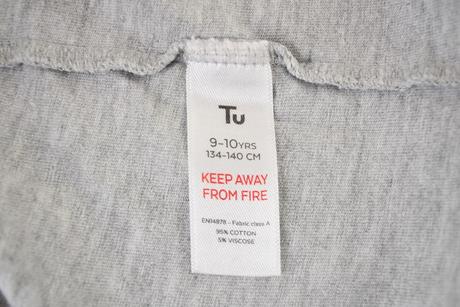 Tu
9-10YRS
134-140 CM
KEEP AWAY
FROM FIRE
EN14878 - Fabric class A
95% COTTON
5% VISCOSE